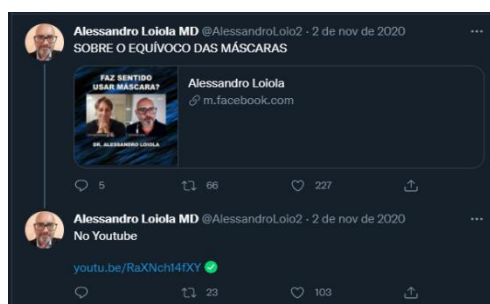 Alessandro Loiola MD @AlessandroLoio2 · 2 de nov de 2020 ···
SOBRE O EQUÍVOCO DAS MÁSCARAS
FAZ SENTIDO
USAR MÁSCARA?
DR. ALESSANDRO LOIOLA
Alessandro Loiola
m.facebook.com
5 66 227
Alessandro Loiola MD @AlessandroLoio2 · 2 de nov de 2020 ···
No Youtube
youtu.be/RaXNch14fXY
23 103